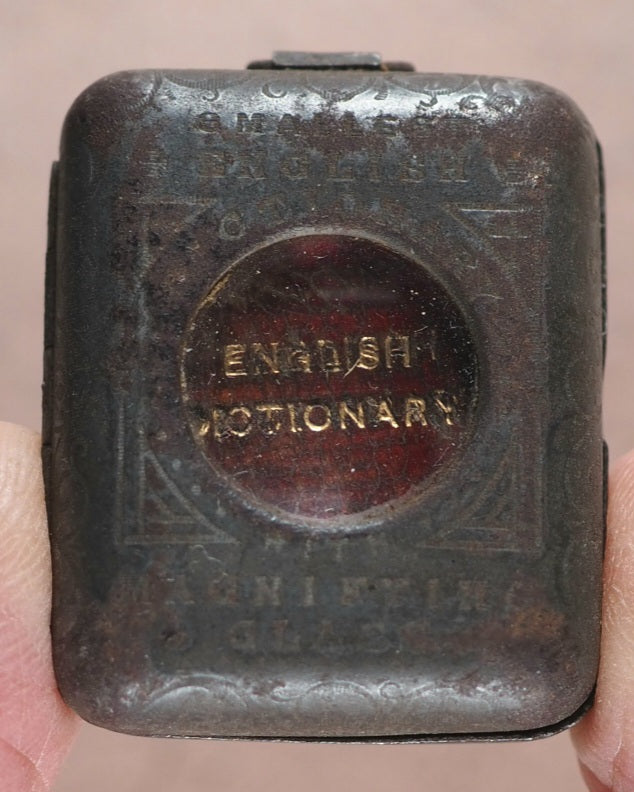 SMALLEST
ENGLISH
ENGLISH
DICTIONARY
WITH
MAGNIFYING
GLASS